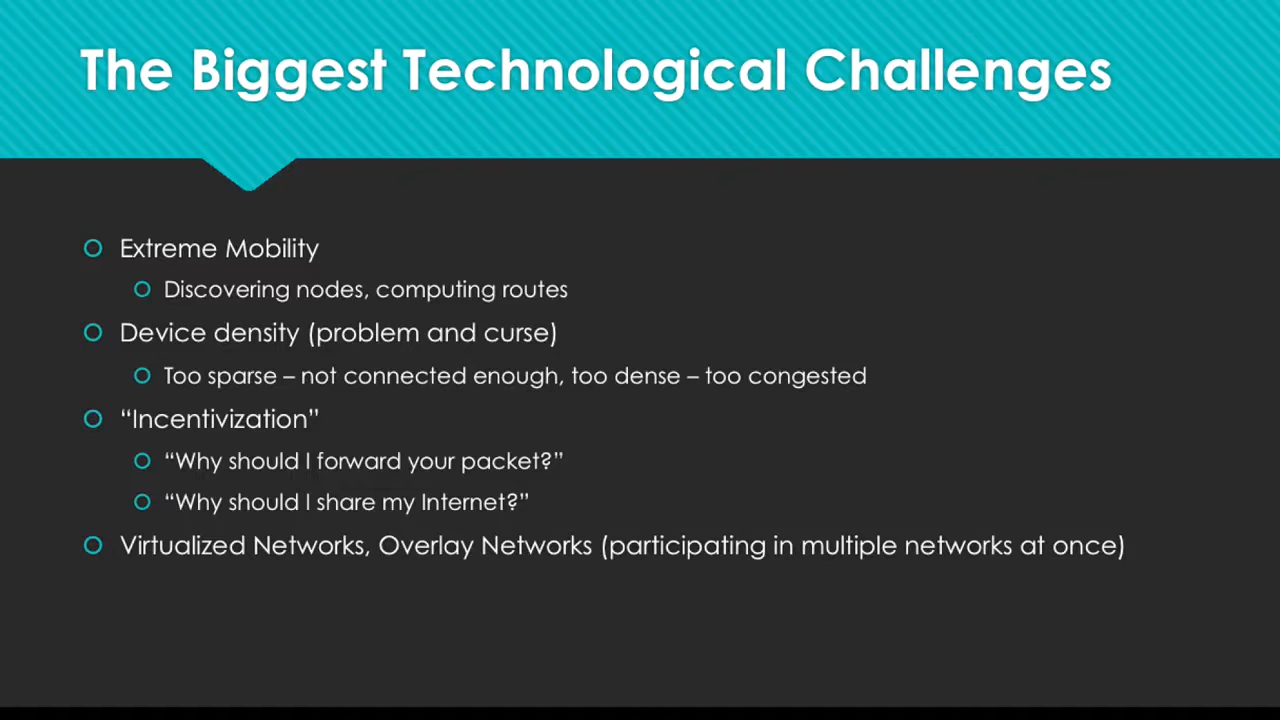 The Biggest Technological Challenges
Extreme Mobility
Discovering nodes, computing routes
Device density (problem and curse)
Too sparse – not connected enough, too dense – too congested
“Incentivization”
“Why should I forward your packet?”
“Why should I share my Internet?”
Virtualized Networks, Overlay Networks (participating in multiple networks at once)